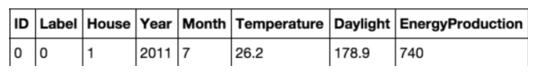 ID Label House Year Month Temperature Daylight EnergyProduction
0 0 1 2011 7 26.2 178.9 740